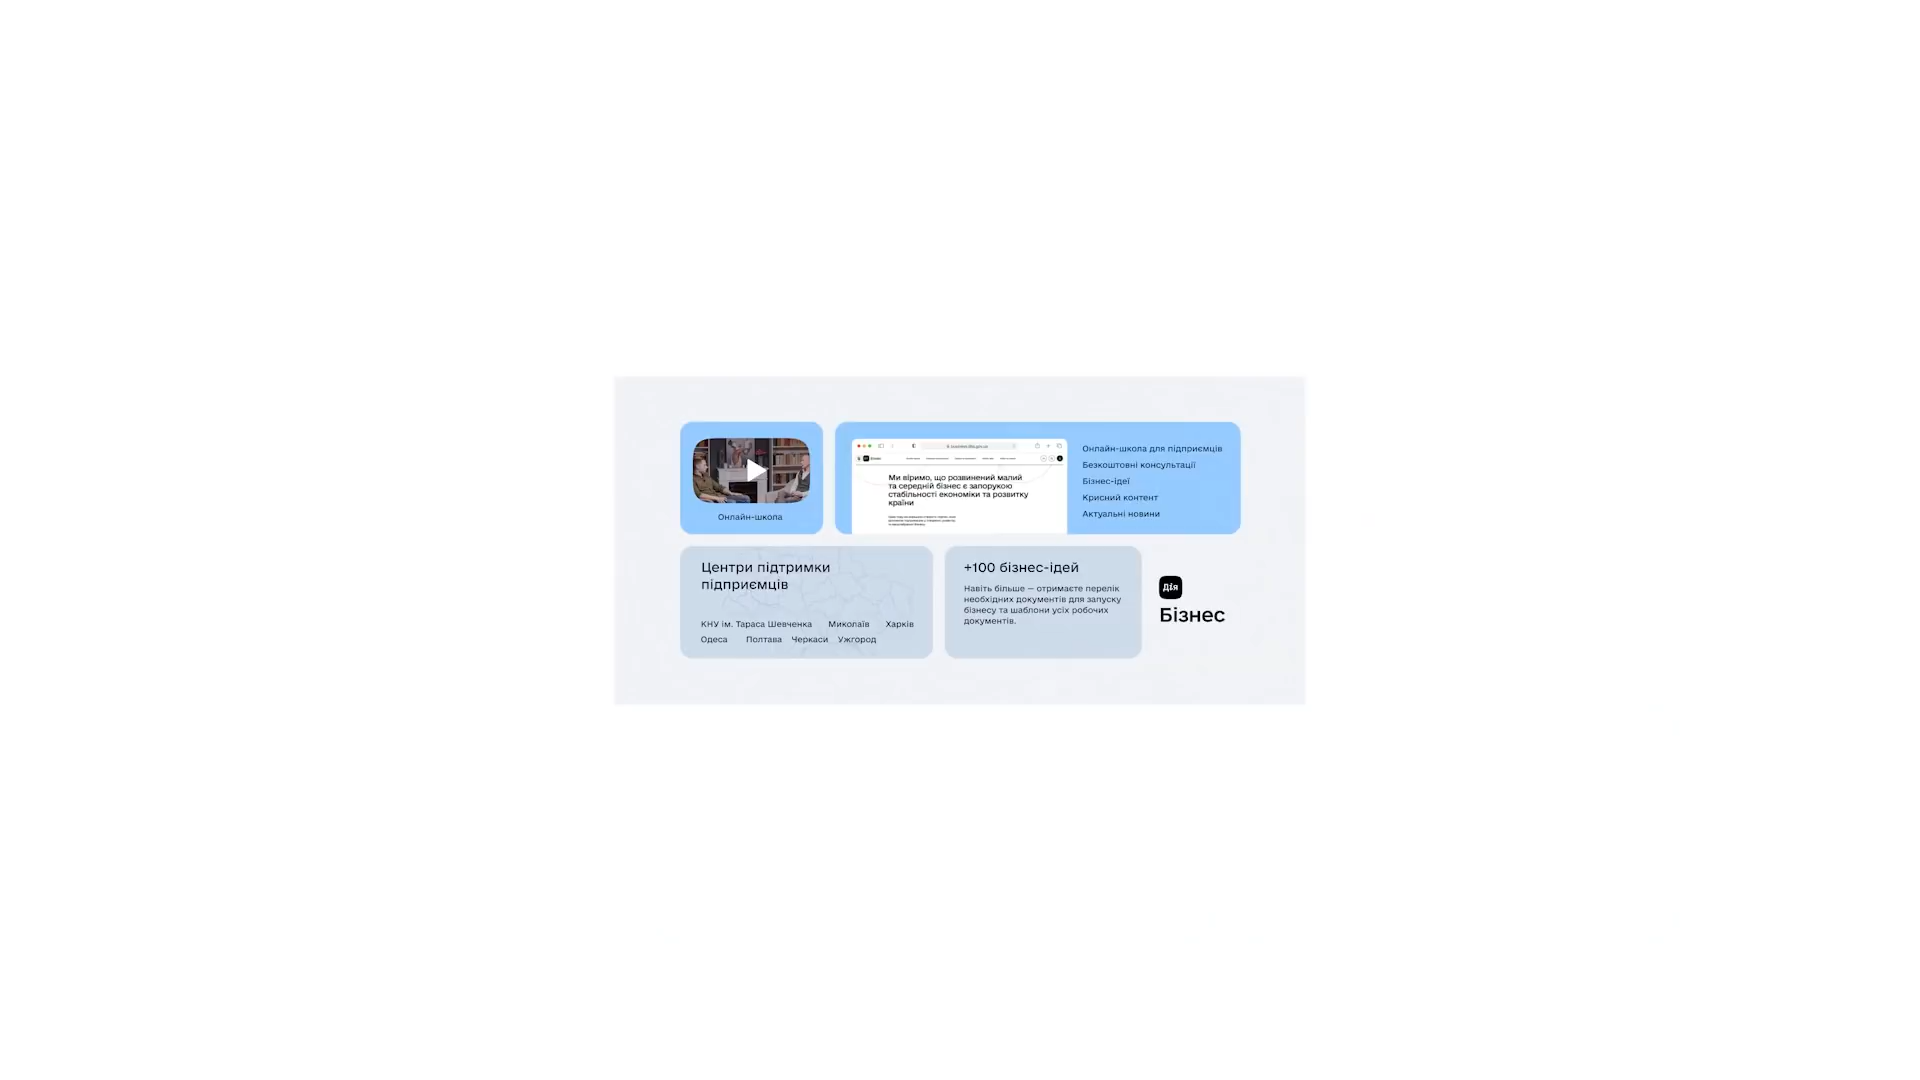 Онлайн-школа
Бізнес
Ми віримо, що розвинений малий
та середній бізнес є запорукою
стабільності економіки та розвитку
країни
Онлайн-школа для підприємців
Безкоштовні консультації
Бізнес-ідеї
Крисний контент
Актуальні новини
Центри підтримки
підприємців
КНУ ім. Тараса Шевченка Миколаїв Харків
Одеса Полтава Черкаси Ужгород
+100 бізнес-ідей
Навіть більше — отримаєте перелік
необхідних документів для запуску
бізнесу та шаблони усіх робочих
документів.
Дія
Бізнес